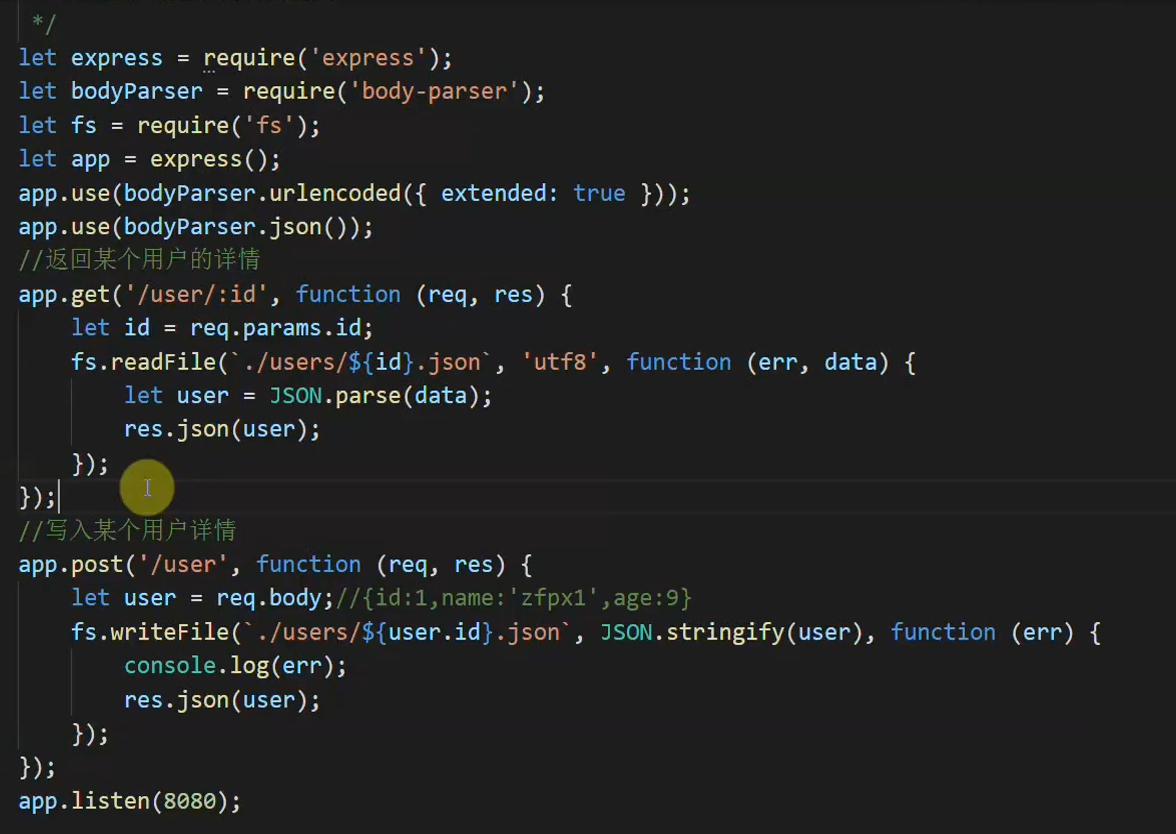 */
let express = require('express');
let bodyParser = require('body-parser');
let fs = require('fs');
let app = express();
app.use(bodyParser.urlencoded({ extended: true }));
app.use(bodyParser.json());
//返回某个用户的详情
app.get('/user/:id', function (req, res) {
    let id = req.params.id;
    fs.readFile(`./users/${id}.json`, 'utf8', function (err, data) {
        let user = JSON.parse(data);
        res.json(user);
    });
});
//写入某个用户详情
app.post('/user', function (req, res) {
    let user = req.body;//{id:1,name:'zfpx1',age:9}
    fs.writeFile(`./users/${user.id}.json`, JSON.stringify(user), function (err) {
        console.log(err);
        res.json(user);
    });
});
app.listen(8080);